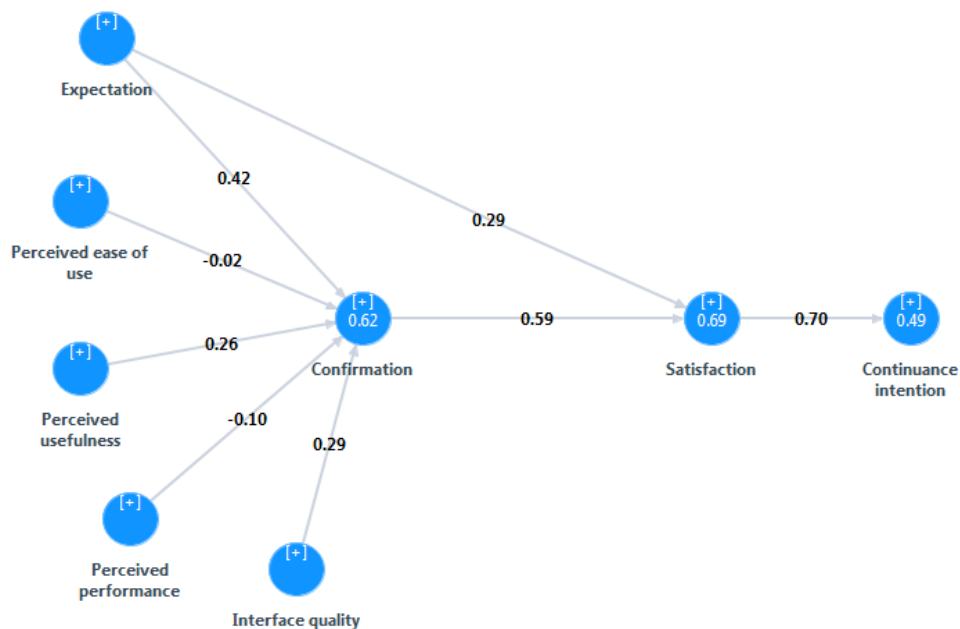 [+]
Expectation
0.42
[+]
Perceived ease of
use
-0.02
0.29
[+]
Perceived
usefulness
0.26
[+]
0.62
Confirmation
0.59
[+]
0.69
Satisfaction
0.70
[+]
0.49
Continuance
intention
-0.10
0.29
[+]
Perceived
performance
[+]
Interface quality